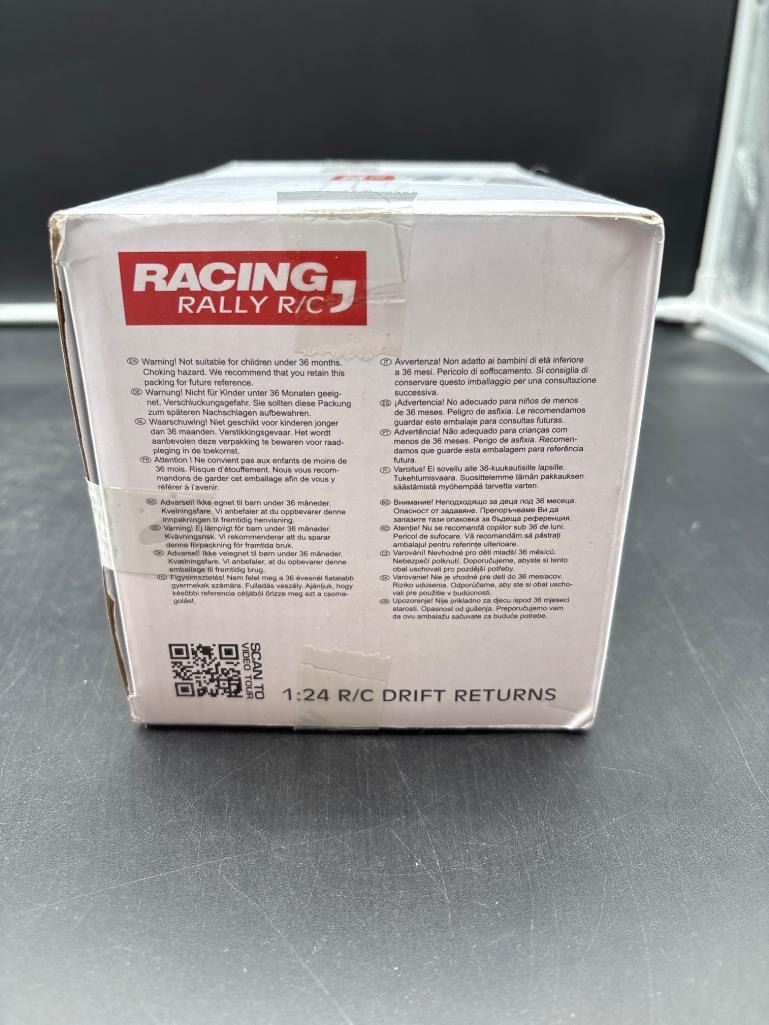 RACING,
RALLY R/C
Warning! Not suitable for children under 36 months.
Choking hazard. We recommend that you retain this
packing for future reference.
Warnung! Nicht für Kinder unter 36 Monaten geeig-
net. Verschluckungsgefahr. Sie sollten diese Packung
zum späteren Nachschlagen aufbewahren.
Waarschuwing! Niet geschikt voor kinderen jonger
dan 36 maanden. Verstikkingsgevaar. Het wordt
aanbevolen deze verpakking te bewaren voor raad-
pleging in de toekomst.
Attention ! Ne convient pas aux enfants de moins de
36 mois. Risque d'étouffement. Nous vous recom-
mandons de garder cet emballage afin de vous y
référer à l'avenir.
Advarsel! Ikke egnet til barn under 36 måneder.
Kvelningsfare. Vi anbefaler at du oppbevarer denne
innpakningen til fremtidig henvisning.
Varning! Ej lämpligt för barn under 36 månader.
Kvävningsrisk. Vi rekommenderar att du sparar
denna förpackning för framtida bruk.
Advarsel! Ikke velegnet til børn under 36 måneder.
Kvælningsfare. Vi anbefaler, at du opbevarer denne
emballage til fremtidig brug.
Figyelmeztetés! Nem felel meg a 36 évesnél fiatalabb
gyermekek számára. Fulladás veszély. Ajánljuk, hogy
későbbi referencia céljából őrizze meg ezt a csoma-
golást.
IT Avvertenza! Non adatto ai bambini di età inferiore
a 36 mesi. Pericolo di soffocamento. Si consiglia di
conservare questo imballaggio per una consultazione
successiva.
ES ¡Advertencia! No adecuado para niños de menos
de 36 meses. Peligro de asfixia. Le recomendamos
guardar este embalaje para consultas futuras.
PT Advertência! Não adequado para crianças com
menos de 36 meses. Perigo de asfixia. Recomen-
damos que guarde esta embalagem para referência
futura.
FI Varoitus! Ei sovellu alle 36-kuukautisille lapsille.
Tukehtumisvaara. Suosittelemme tämän pakkauksen
säästämistä myöhempää tarvetta varten.
Внимание! Неподходящо за деца под 36 месеца.
Опасност от задавяне. Препоръчваме Ви да
запазите тази опаковка за бъдеща референция.
Atenție! Nu se recomandă copiilor sub 36 de luni.
Pericol de sufocare. Vă recomandăm să păstrați
ambalajul pentru referințe ulterioare.
Varování! Nevhodné pro děti mladší 36 měsíců.
Nebezpečí polknutí. Doporučujeme, abyste si tento
obal uschovali pro pozdější potřeby.
Varovanie! Nie je vhodné pre deti do 36 mesiacov.
Riziko udusenia. Odporúčame, aby ste si obal uscho-
vali pre použitie v budúcnosti.
Upozorenje! Nije prikladno za djecu ispod 36 mjeseci
starosti. Opasnost od gušenja. Preporučujemo vam
da ovu ambalažu sačuvate za buduće potrebe.
SCAN TO
VIDEO TOUR
1:24 R/C DRIFT RETURNS